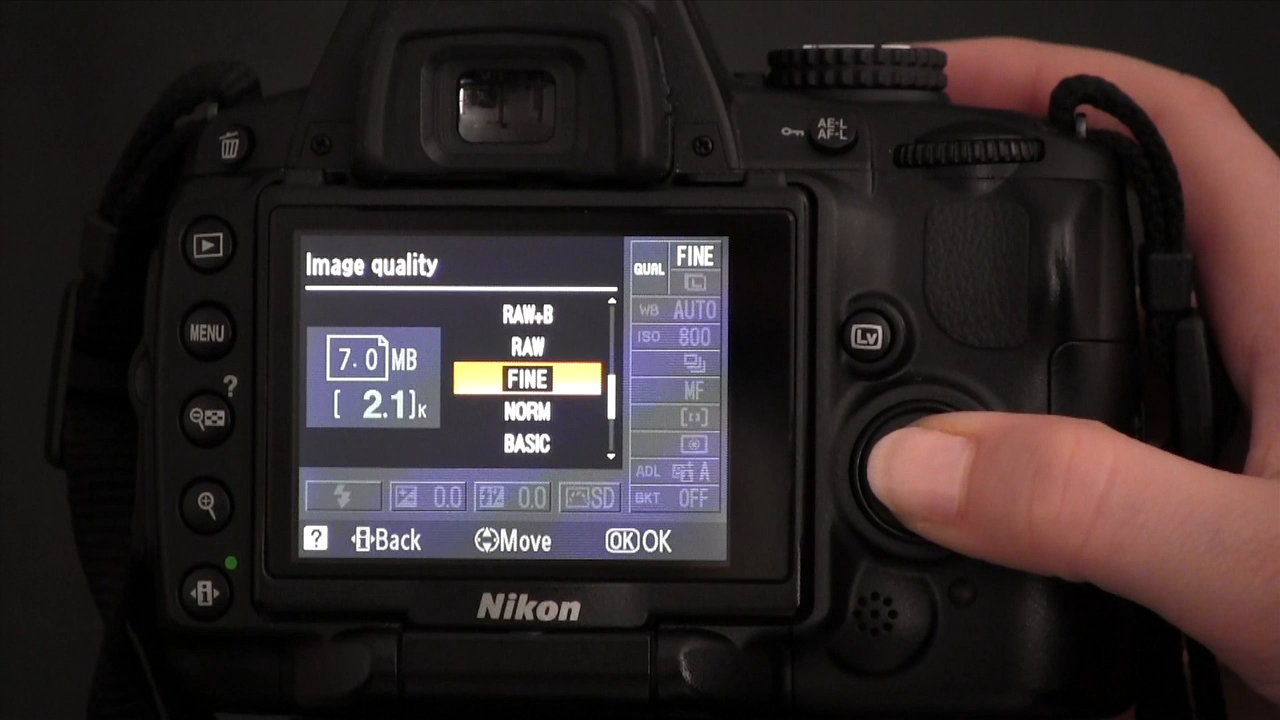 AE-L
AF-L
MENU
?
Image quality
RAW+B
RAW
FINE
NORM
BASIC
7.0 MB
[ 2.1]K
QUAL FINE
L
WB AUTO
ISO 800
MF
ADL A
BKT OFF
0.0
0.0
SD
? i Back Move OK OK
Lv
i
Nikon